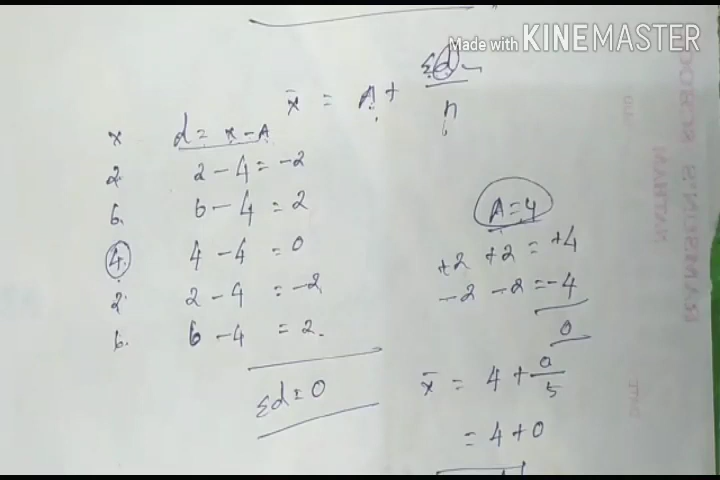 Made with KINEMASTER
x̄ = A + Σd
n
x d = x - A
2 2 - 4 = -2
6 6 - 4 = 2
4 4 - 4 = 0
2 2 - 4 = -2
6 6 - 4 = 2
Σd = 0
A = 4
+2 +2 = +4
-2 -2 = -4
0
x̄ = 4 + 0/5
= 4 + 0